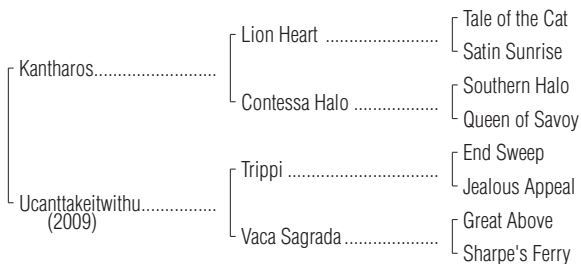 Tale of the Cat
Lion Heart ......................
Satin Sunrise
Kantharos........................
Southern Halo
Contessa Halo .................
Queen of Savoy
End Sweep
Trippi ..............................
Jealous Appeal
Ucanttakeitwithu...............
(2009)
Great Above
Vaca Sagrada...................
Sharpe's Ferry